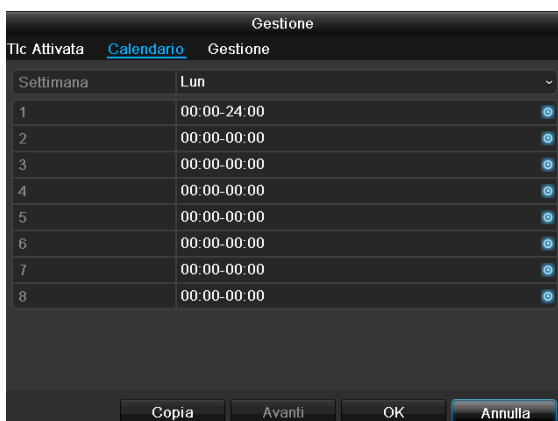 Gestione
Tlc Attivata Calendario Gestione
Settimana Lun
1 00:00-24:00
2 00:00-00:00
3 00:00-00:00
4 00:00-00:00
5 00:00-00:00
6 00:00-00:00
7 00:00-00:00
8 00:00-00:00
Copia Avanti OK Annulla